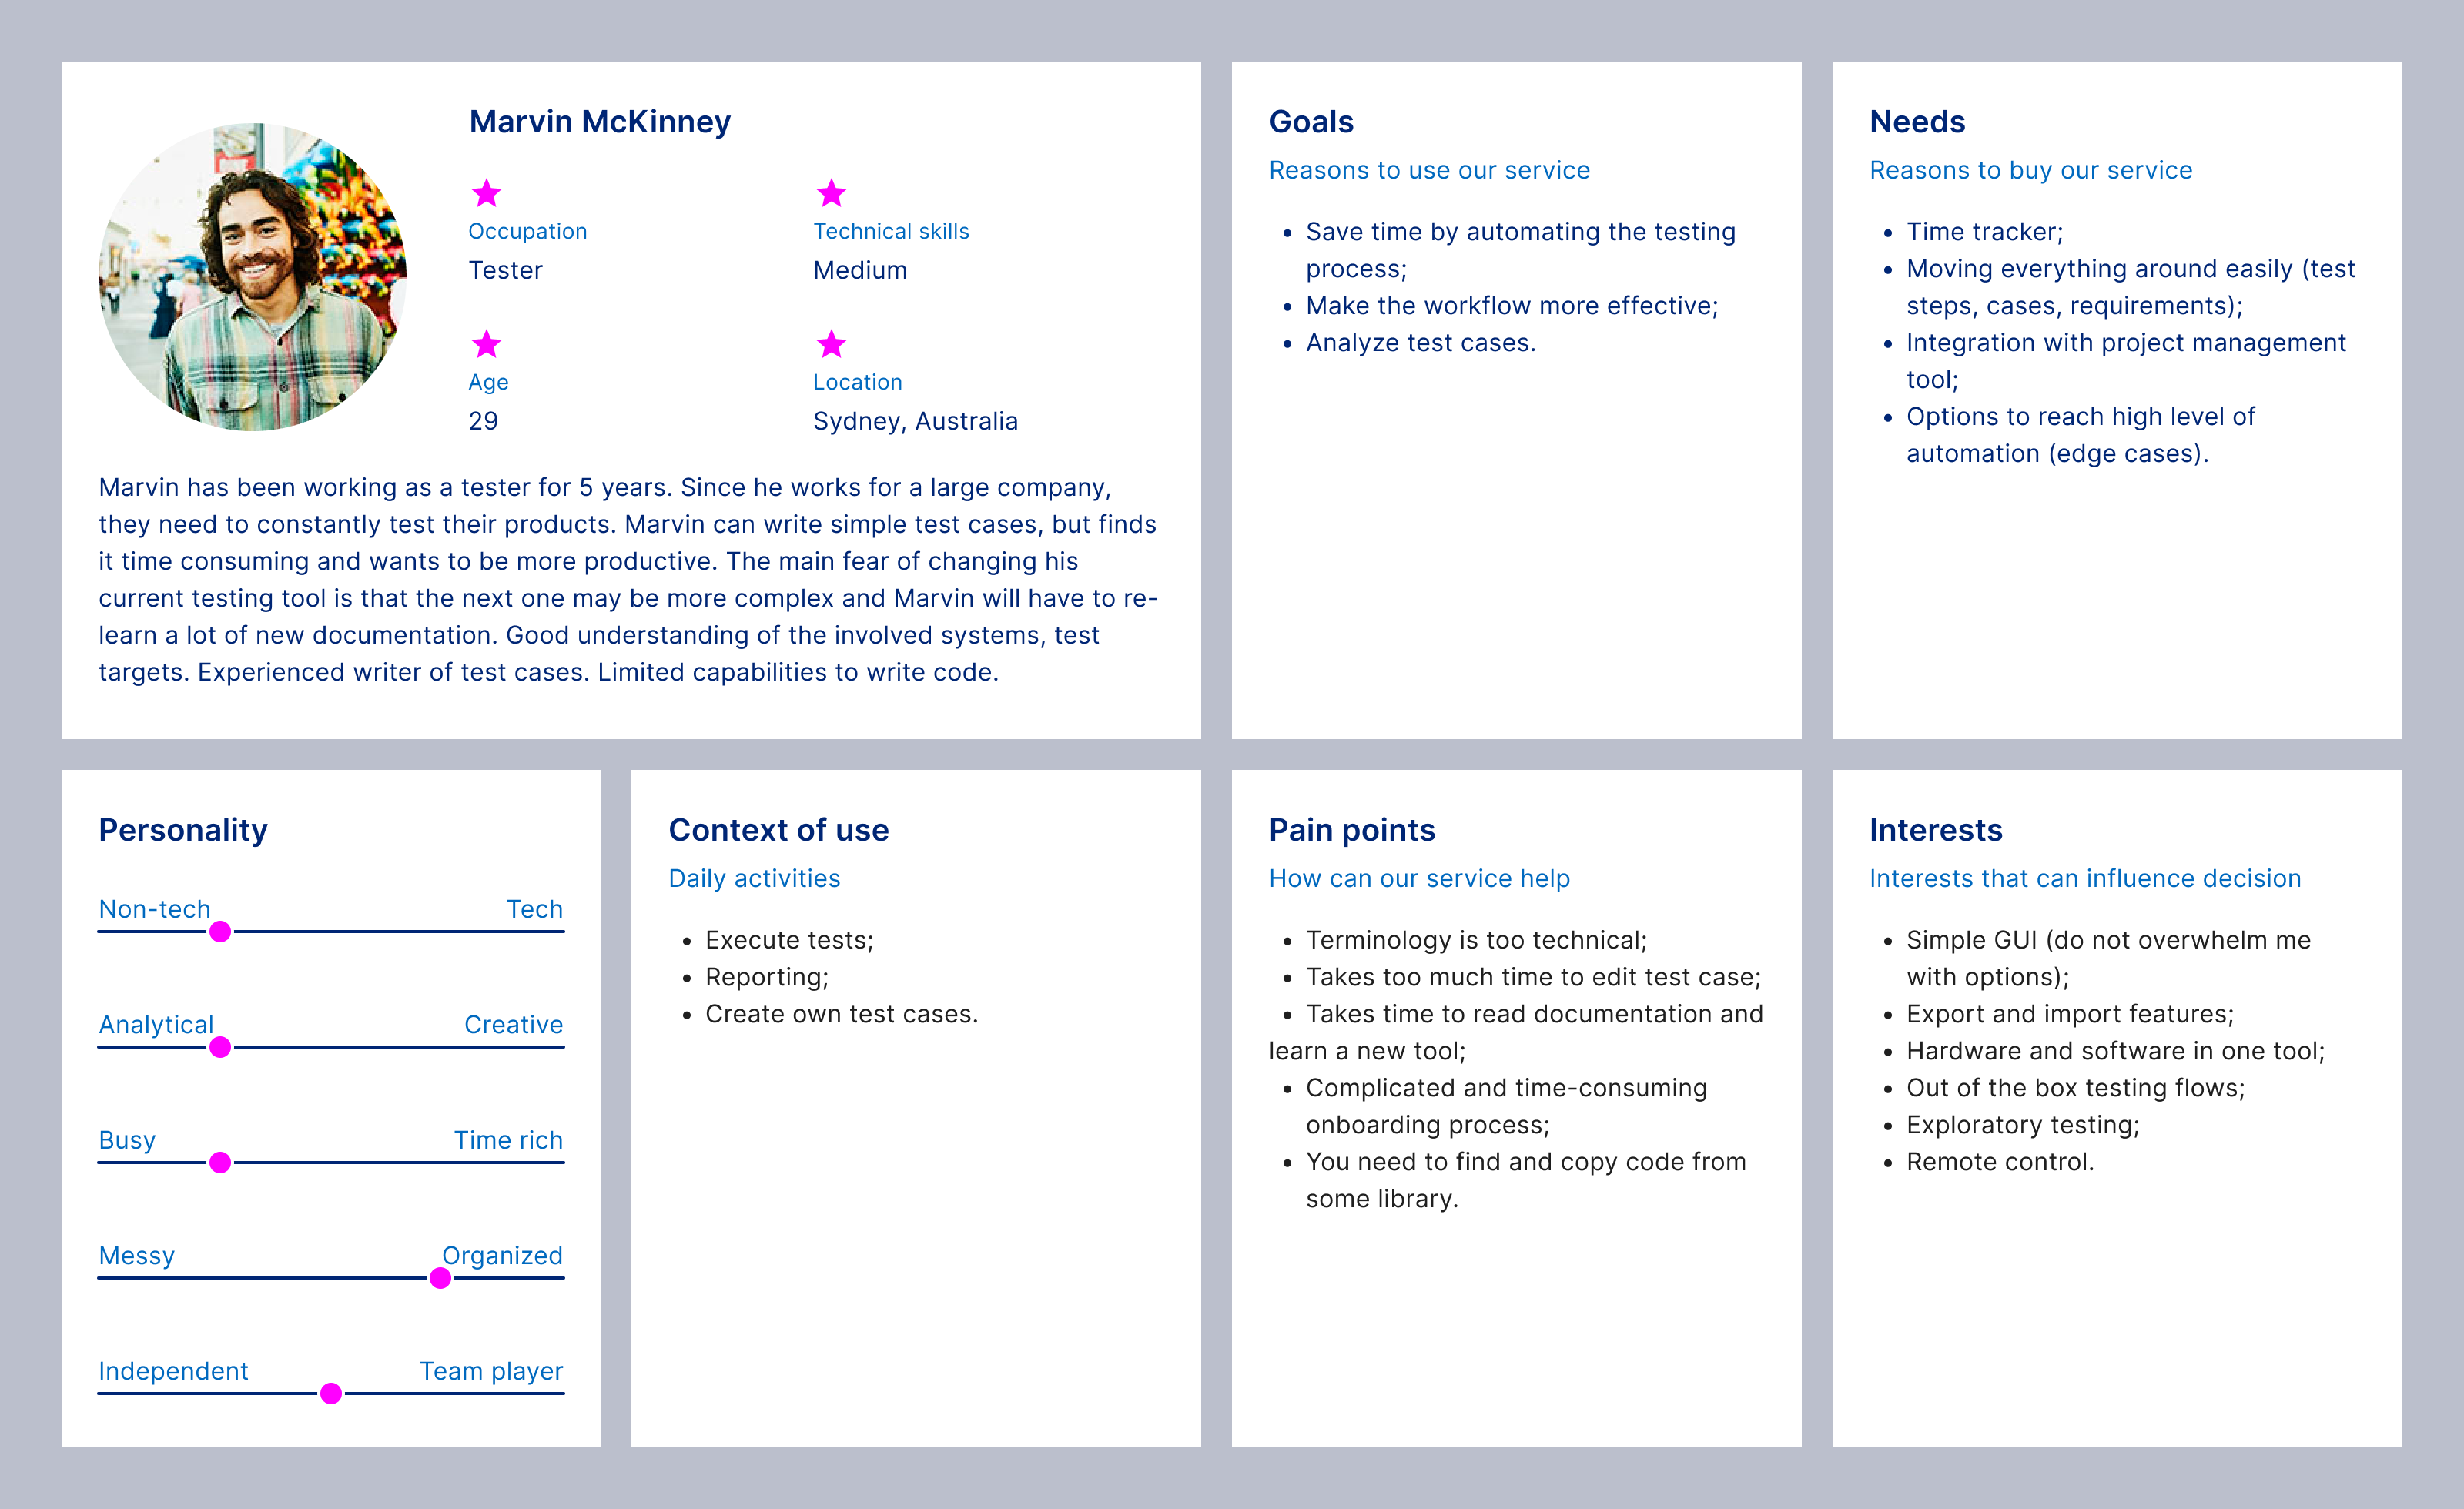 Marvin McKinney
Occupation
Tester
Technical skills
Medium
Age
29
Location
Sydney, Australia
Marvin has been working as a tester for 5 years. Since he works for a large company,
they need to constantly test their products. Marvin can write simple test cases, but finds
it time consuming and wants to be more productive. The main fear of changing his
current testing tool is that the next one may be more complex and Marvin will have to re-
learn a lot of new documentation. Good understanding of the involved systems, test
targets. Experienced writer of test cases. Limited capabilities to write code.
Goals
Reasons to use our service
• Save time by automating the testing
process;
• Make the workflow more effective;
• Analyze test cases.
Needs
Reasons to buy our service
• Time tracker;
• Moving everything around easily (test
steps, cases, requirements);
• Integration with project management
tool;
• Options to reach high level of
automation (edge cases).
Personality
Non-tech Tech
Analytical Creative
Busy Time rich
Messy Organized
Independent Team player
Context of use
Daily activities
• Execute tests;
• Reporting;
• Create own test cases.
Pain points
How can our service help
• Terminology is too technical;
• Takes too much time to edit test case;
• Takes time to read documentation and
learn a new tool;
• Complicated and time-consuming
onboarding process;
• You need to find and copy code from
some library.
Interests
Interests that can influence decision
• Simple GUI (do not overwhelm me
with options);
• Export and import features;
• Hardware and software in one tool;
• Out of the box testing flows;
• Exploratory testing;
• Remote control.